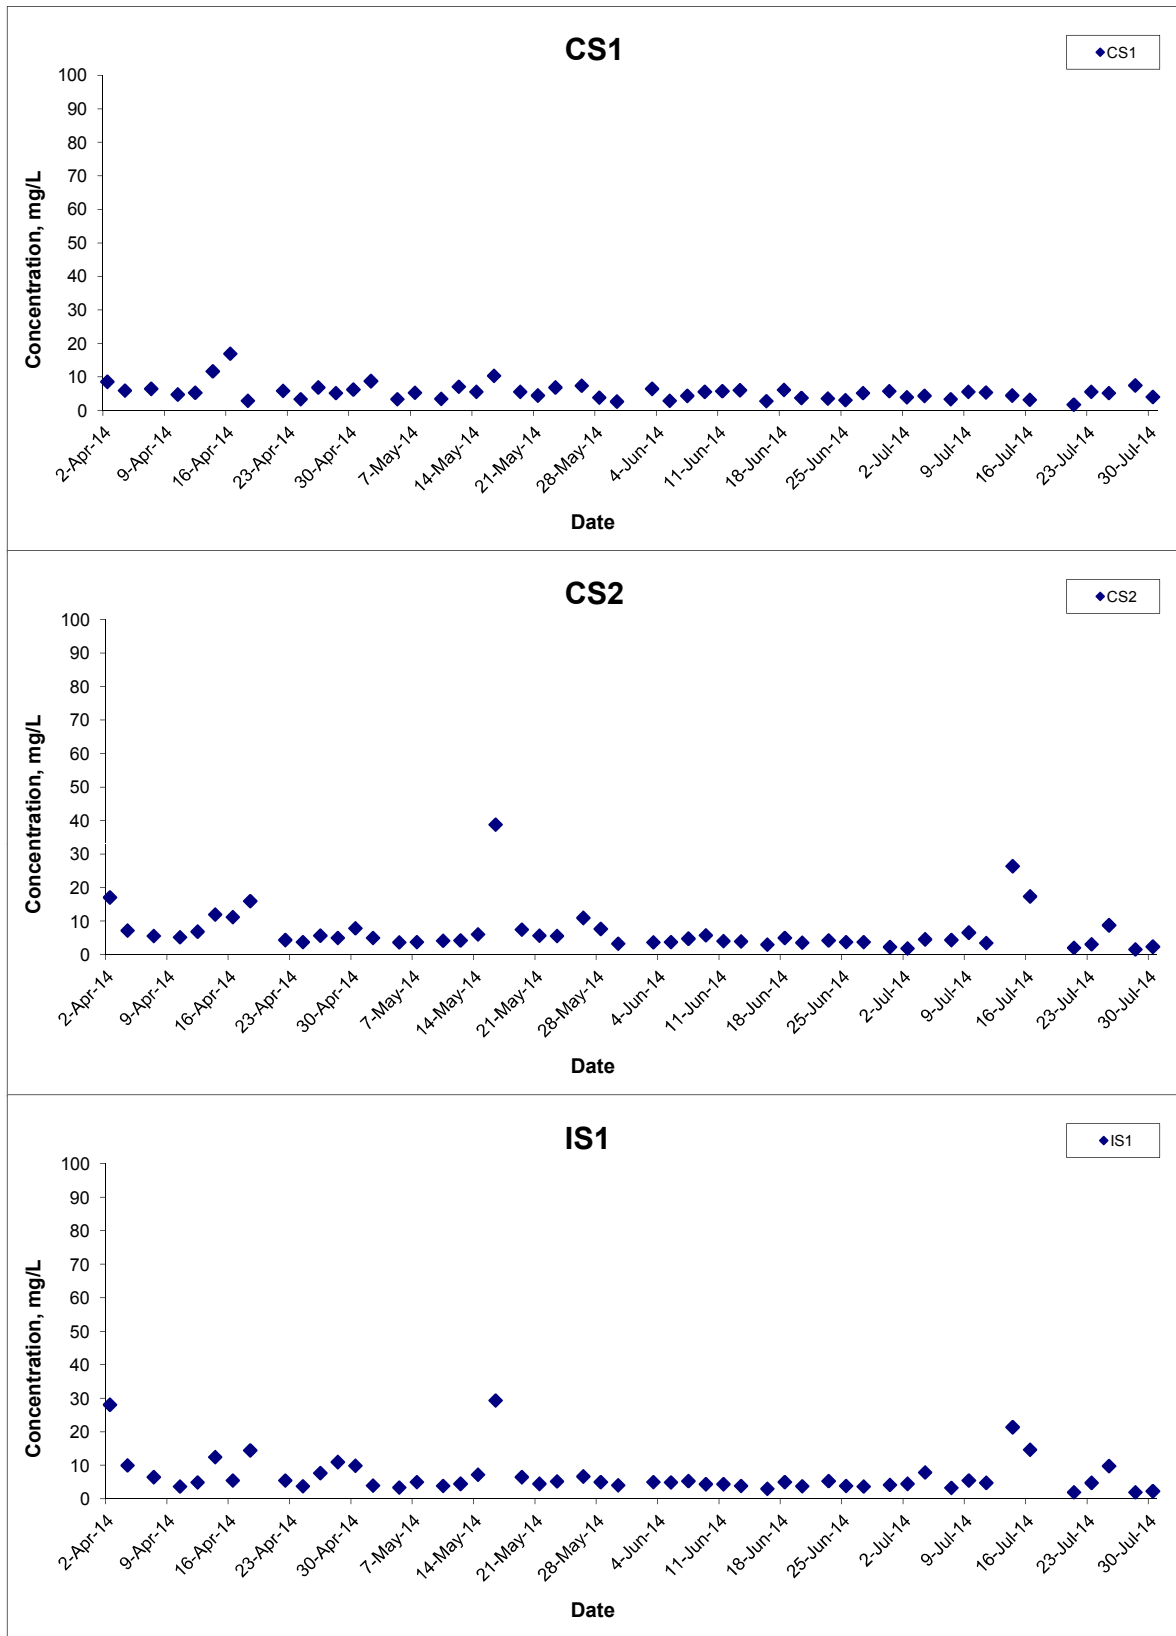 CS1
CS1
100
90
80
70
60
50
40
30
20
10
0
Concentration, mg/L
2-Apr-14
9-Apr-14
16-Apr-14
23-Apr-14
30-Apr-14
7-May-14
14-May-14
21-May-14
28-May-14
4-Jun-14
11-Jun-14
18-Jun-14
25-Jun-14
2-Jul-14
9-Jul-14
16-Jul-14
23-Jul-14
30-Jul-14
Date
CS2
CS2
100
90
80
70
60
50
40
30
20
10
0
Concentration, mg/L
2-Apr-14
9-Apr-14
16-Apr-14
23-Apr-14
30-Apr-14
7-May-14
14-May-14
21-May-14
28-May-14
4-Jun-14
11-Jun-14
18-Jun-14
25-Jun-14
2-Jul-14
9-Jul-14
16-Jul-14
23-Jul-14
30-Jul-14
Date
IS1
IS1
100
90
80
70
60
50
40
30
20
10
0
Concentration, mg/L
2-Apr-14
9-Apr-14
16-Apr-14
23-Apr-14
30-Apr-14
7-May-14
14-May-14
21-May-14
28-May-14
4-Jun-14
11-Jun-14
18-Jun-14
25-Jun-14
2-Jul-14
9-Jul-14
16-Jul-14
23-Jul-14
30-Jul-14
Date